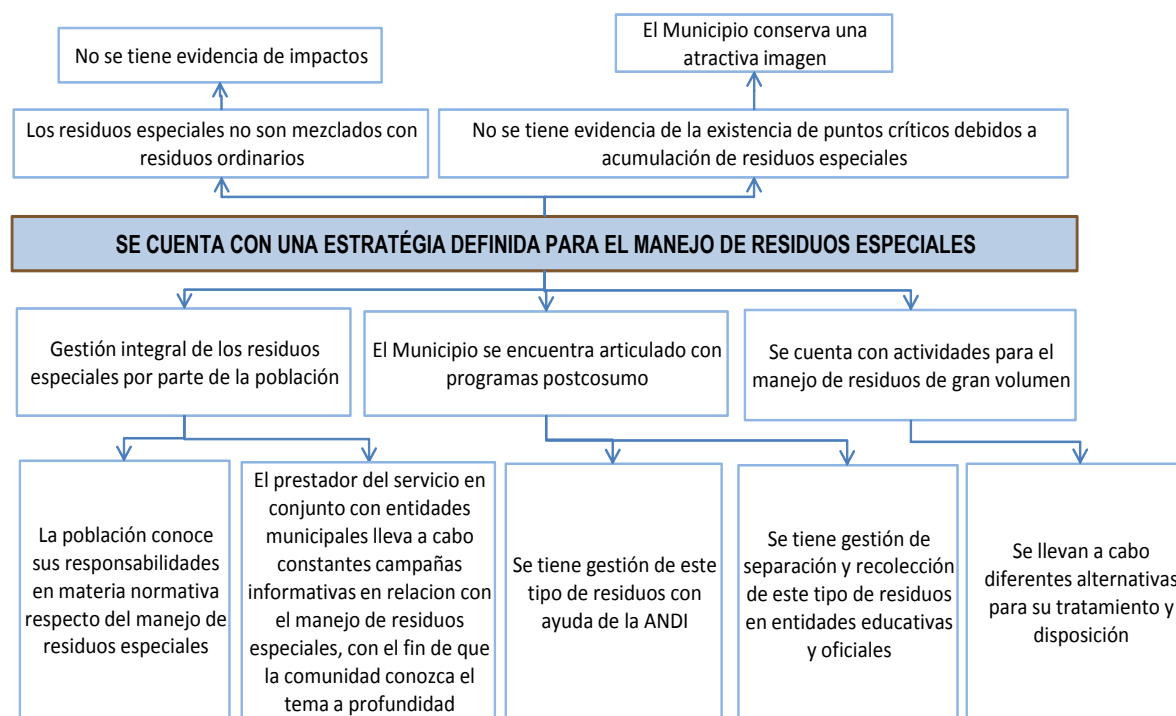 No se tiene evidencia de impactos
El Municipio conserva una
atractiva imagen
Los residuos especiales no son mezclados con
residuos ordinarios
No se tiene evidencia de la existencia de puntos críticos debidos a
acumulación de residuos especiales
SE CUENTA CON UNA ESTRATÉGIA DEFINIDA PARA EL MANEJO DE RESIDUOS ESPECIALES
Gestión integral de los residuos
especiales por parte de la población
El Municipio se encuentra articulado con
programas postcosumo
Se cuenta con actividades para el
manejo de residuos de gran volumen
La población conoce
sus responsabilidades
en materia normativa
respecto del manejo de
residuos especiales
El prestador del servicio en
conjunto con entidades
municipales lleva a cabo
constantes campañas
informativas en relacion con
el manejo de residuos
especiales, con el fin de que
la comunidad conozca el
tema a profundidad
Se tiene gestión de este
tipo de residuos con
ayuda de la ANDI
Se tiene gestión de
separación y recolección
de este tipo de residuos
en entidades educativas
y oficiales
Se llevan a cabo
diferentes alternativas
para su tratamiento y
disposición